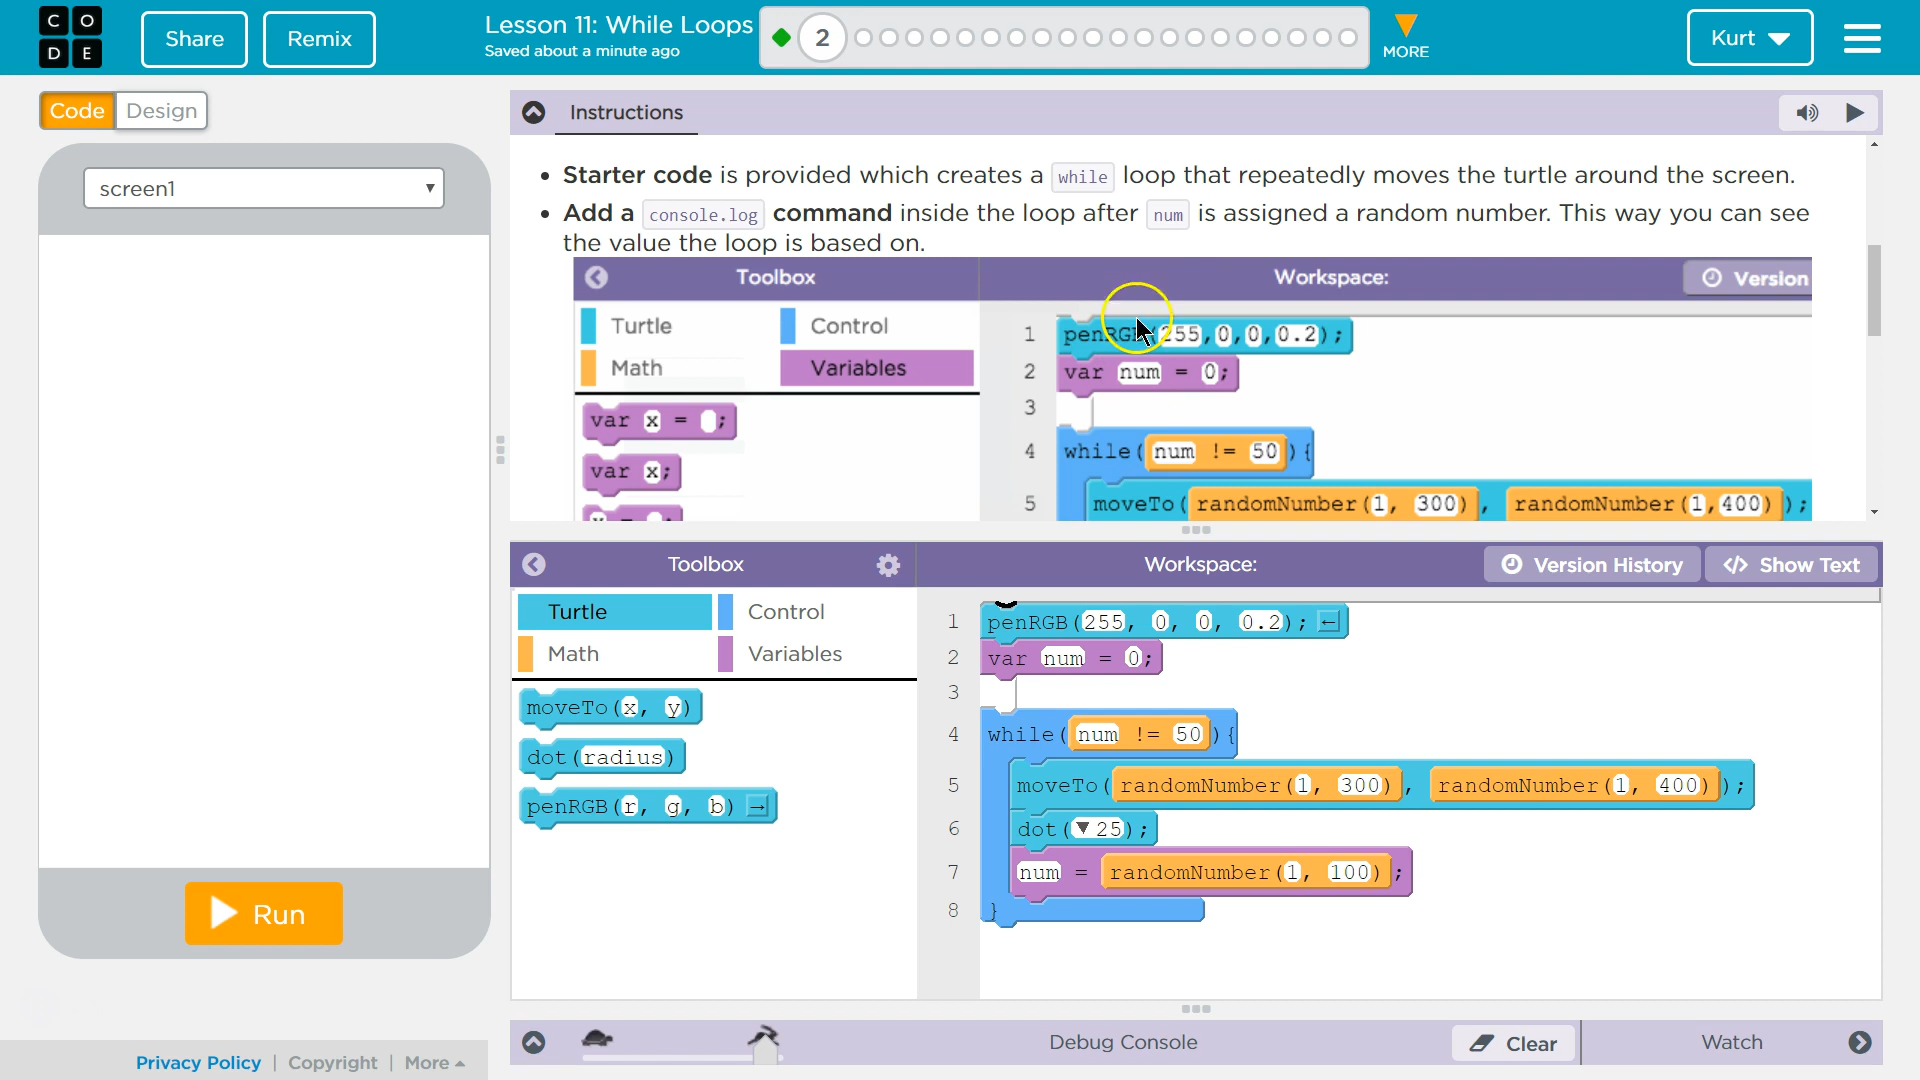 C O
D E
Share
Remix
Lesson 11: While Loops
Saved about a minute ago
2
MORE
Kurt
Code
Design
screen1
Run
Privacy Policy | Copyright | More
Instructions
Starter code is provided which creates a while loop that repeatedly moves the turtle around the screen.
Add a console.log command inside the loop after num is assigned a random number. This way you can see
the value the loop is based on.
Toolbox
Workspace:
Version
Turtle
Control
Math
Variables
var x = ;
var x;
1 penRGB(255,0,0,0.2);
2 var num = 0;
3
4 while(num != 50){
5 moveTo(randomNumber(1, 300), randomNumber(1,400));
Toolbox
Workspace:
Version History
</> Show Text
Turtle
Control
Math
Variables
moveTo(x, y)
dot(radius)
penRGB(r, g, b)
1 penRGB(255, 0, 0, 0.2);
2 var num = 0;
3
4 while(num != 50){
5 moveTo(randomNumber(1, 300), randomNumber(1, 400));
6 dot(▼25);
7 num = randomNumber(1, 100);
8 }
Debug Console
Clear
Watch